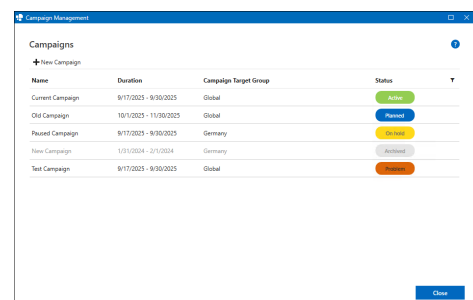 Campaign Management
Campaigns
?
+ New Campaign
Name Duration Campaign Target Group Status
Current Campaign 9/17/2025 - 9/30/2025 Global Active
Old Campaign 10/1/2025 - 11/30/2025 Global Planned
Paused Campaign 9/17/2025 - 9/30/2025 Germany On hold
New Campaign 1/31/2024 - 2/1/2024 Germany Archived
Test Campaign 9/17/2025 - 9/30/2025 Global Problem
Close